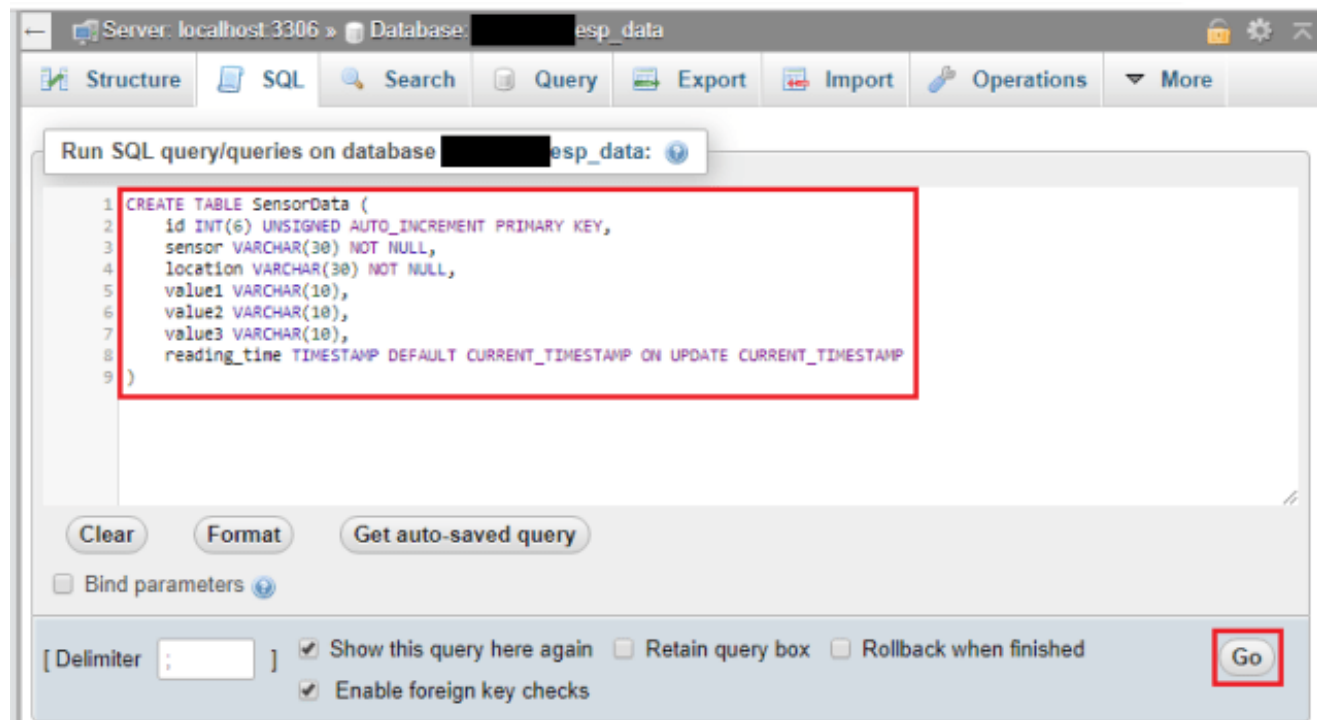 ← Server: localhost:3306 » Database: esp_data
Structure SQL Search Query Export Import Operations More
Run SQL query/queries on database esp_data:
1 CREATE TABLE SensorData (
2 id INT(6) UNSIGNED AUTO_INCREMENT PRIMARY KEY,
3 sensor VARCHAR(30) NOT NULL,
4 location VARCHAR(30) NOT NULL,
5 value1 VARCHAR(10),
6 value2 VARCHAR(10),
7 value3 VARCHAR(10),
8 reading_time TIMESTAMP DEFAULT CURRENT_TIMESTAMP ON UPDATE CURRENT_TIMESTAMP
9 )
Clear Format Get auto-saved query
Bind parameters
[ Delimiter ; ] Show this query here again Retain query box Rollback when finished Go
Enable foreign key checks